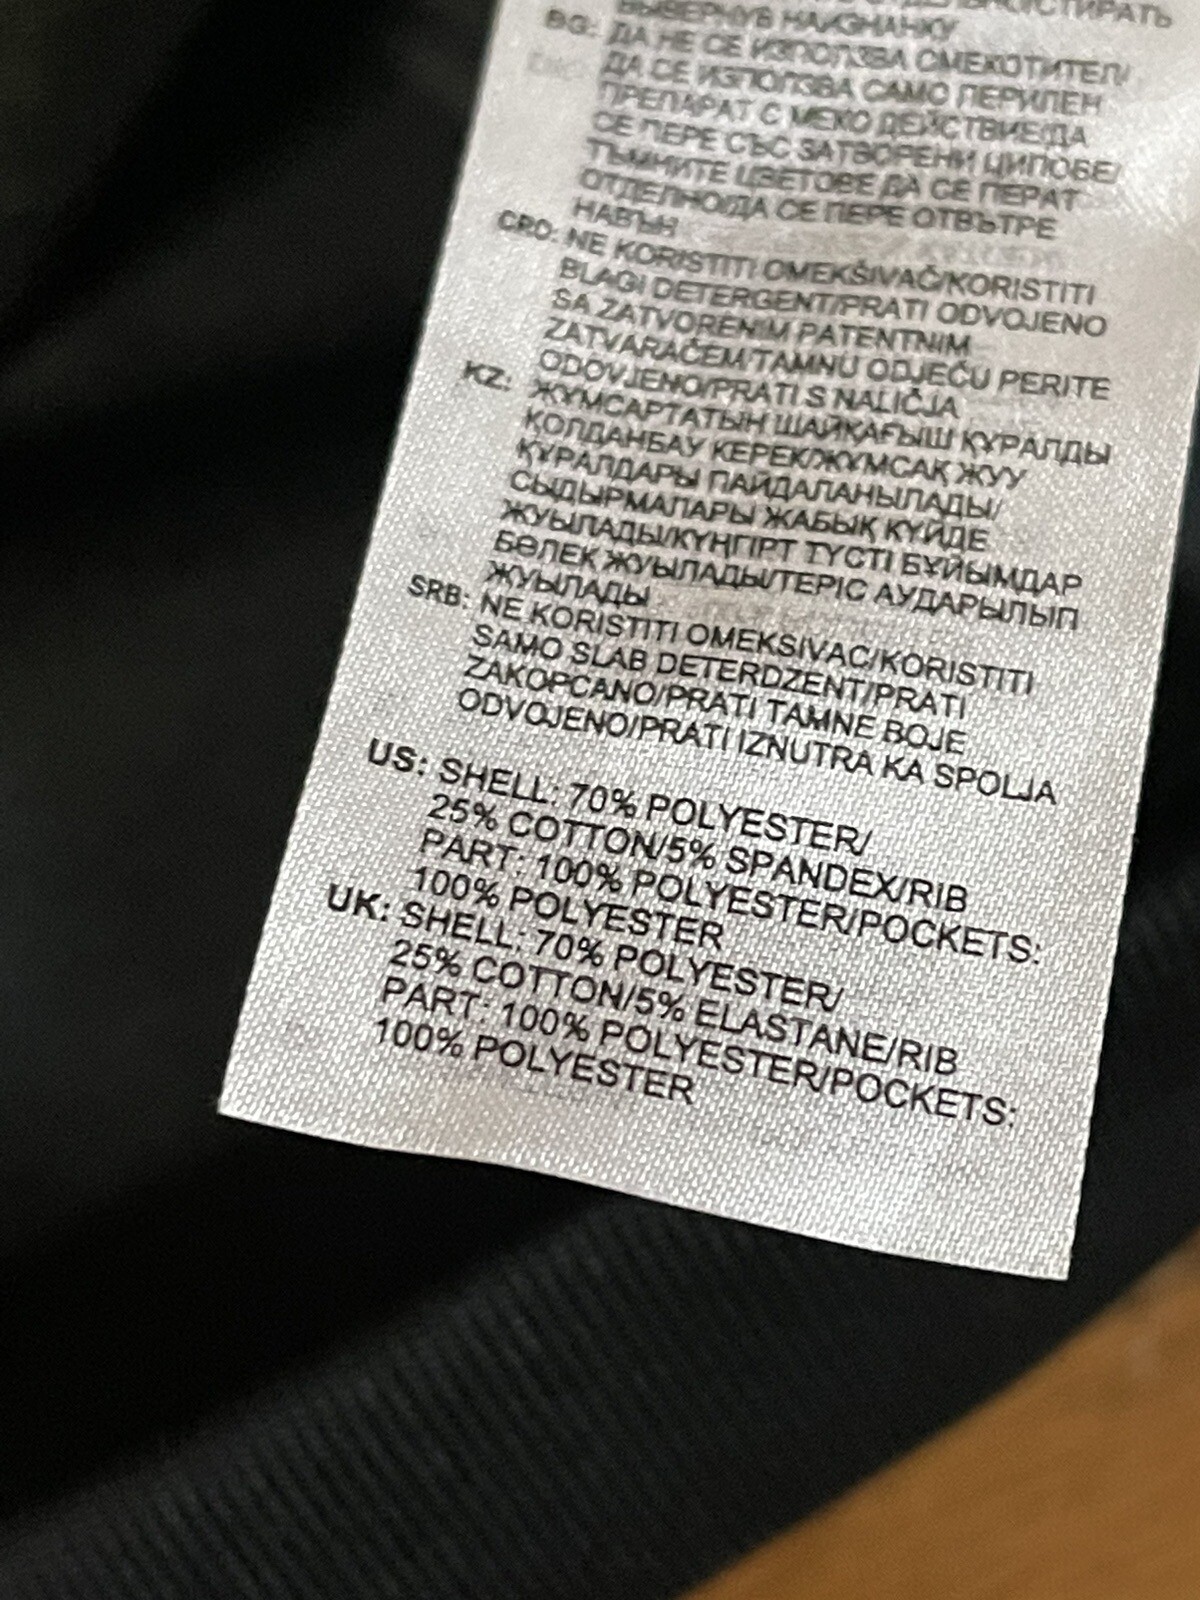 ВЫВЕРНУВ НАИЗНАНКУ
BG: ДА НЕ СЕ ИЗПОЛЗВА ОМЕКОТИТЕЛ/
ДА СЕ ИЗПОЛЗВА САМО ПЕРИЛЕН
ПРЕПАРАТ С МЕКО ДЕЙСТВИЕ/ДА
СЕ ПЕРЕ СЪС ЗАТВОРЕНИ ЦИПОВЕ/
ТЪМНИТЕ ЦВЕТОВЕ ДА СЕ ПЕРАТ
ОТДЕЛНО/ДА СЕ ПЕРЕ ОТВЪТРЕ
НАВЪН
CRO: NE KORISTITI OMEKŠIVAČ/KORISTITI
BLAGI DETERGENT/PRATI ODVOJENO
SA ZATVORENIM PATENTNIM
ZATVARAČEM/TAMNU ODJEĆU PERITE
ODOVJENO/PRATI S NALIČJA
KZ: ЖҰМСАРТАТЫН ШАЙҚАҒЫШ ҚҰРАЛДЫ
ҚОЛДАНБАУ КЕРЕК/ЖҰМСАҚ ЖУУ
ҚҰРАЛДАРЫ ПАЙДАЛАНЫЛАДЫ/
СЫДЫРМАЛАРЫ ЖАБЫҚ КҮЙДЕ
ЖУЫЛАДЫ/КҮҢГІРТ ТҮСТІ БҰЙЫМДАР
БӨЛЕК ЖУЫЛАДЫ/ТЕРІС АУДАРЫЛЫП
ЖУЫЛАДЫ
SRB: NE KORISTITI OMEKSIVAC/KORISTITI
SAMO SLAB DETERDZENT/PRATI
ZAKOPCANO/PRATI TAMNE BOJE
ODVOJENO/PRATI IZNUTRA KA SPOLJA
US: SHELL: 70% POLYESTER/
25% COTTON/5% SPANDEX/RIB
PART: 100% POLYESTER/POCKETS:
100% POLYESTER
UK: SHELL: 70% POLYESTER/
25% COTTON/5% ELASTANE/RIB
PART: 100% POLYESTER/POCKETS:
100% POLYESTER